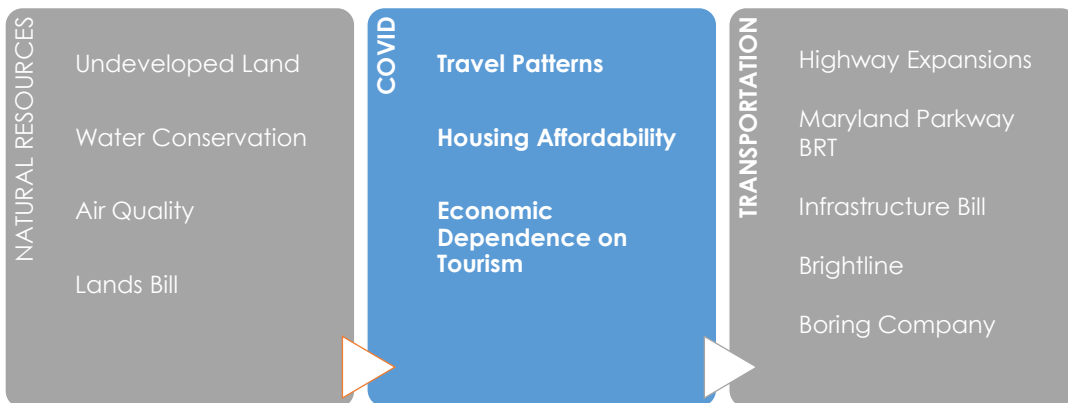 NATURAL RESOURCES
Undeveloped Land
Water Conservation
Air Quality
Lands Bill
COVID
Travel Patterns
Housing Affordability
Economic
Dependence on
Tourism
TRANSPORTATION
Highway Expansions
Maryland Parkway
BRT
Infrastructure Bill
Brightline
Boring Company